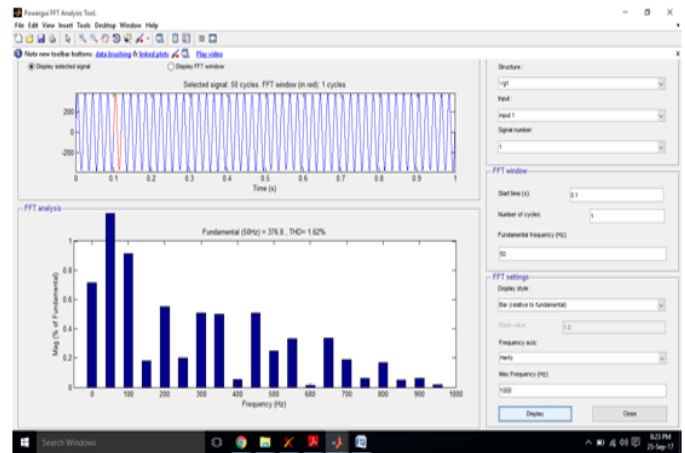 Powergui FFT Analysis Tool.
File Edit View Insert Tools Desktop Window Help
Note new toolbar buttons: data brushing & linked plots Play video
Display selected signal
Display FFT window
Selected signal: 50 cycles. FFT window (in red): 1 cycles
200
0
-200
0 0.1 0.2 0.3 0.4 0.5 0.6 0.7 0.8 0.9 1
Time (s)
FFT analysis
Fundamental (50Hz) = 376.8 , THD= 1.62%
Mag (% of Fundamental)
1
0.8
0.6
0.4
0.2
0
0 100 200 300 400 500 600 700 800 900 1000
Frequency (Hz)
Structure :
Input :
input 1
Signal number:
1
FFT window
Start time (s):
0.1
Number of cycles:
1
Fundamental frequency (Hz):
50
FFT settings
Display style :
Bar (relative to fundamental)
Base value:
1.0
Frequency axis:
Hertz
Max Frequency (Hz):
1000
Display
Close
Search Windows
8:23 PM
25-Sep-17